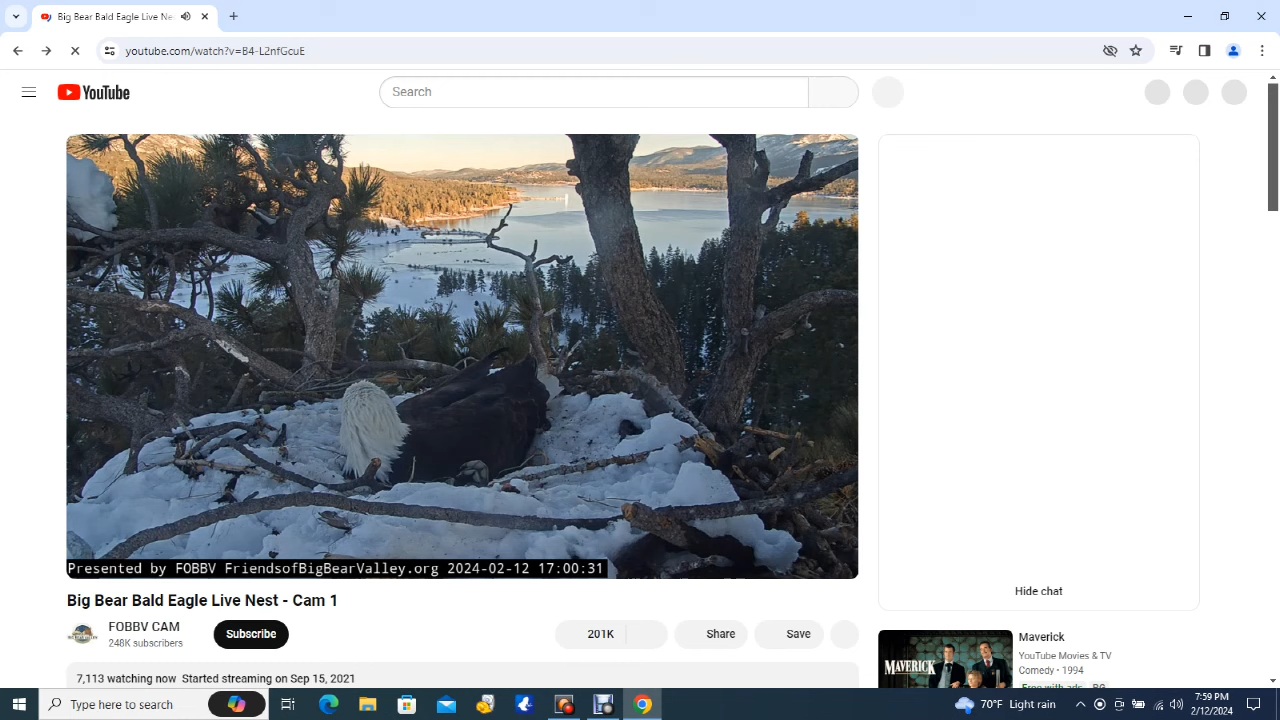 Big Bear Bald Eagle Live Ne
youtube.com/watch?v=B4-L2nfGcuE
YouTube
Search
Presented by FOBBV FriendsofBigBearValley.org 2024-02-12 17:00:31
Hide chat
Big Bear Bald Eagle Live Nest - Cam 1
FOBBV CAM
248K subscribers
Subscribe
201K
Share
Save
7,113 watching now Started streaming on Sep 15, 2021
MAVERICK
Maverick
YouTube Movies & TV
Comedy • 1994
Free with ads PG
Type here to search
70°F Light rain
7:59 PM
2/12/2024